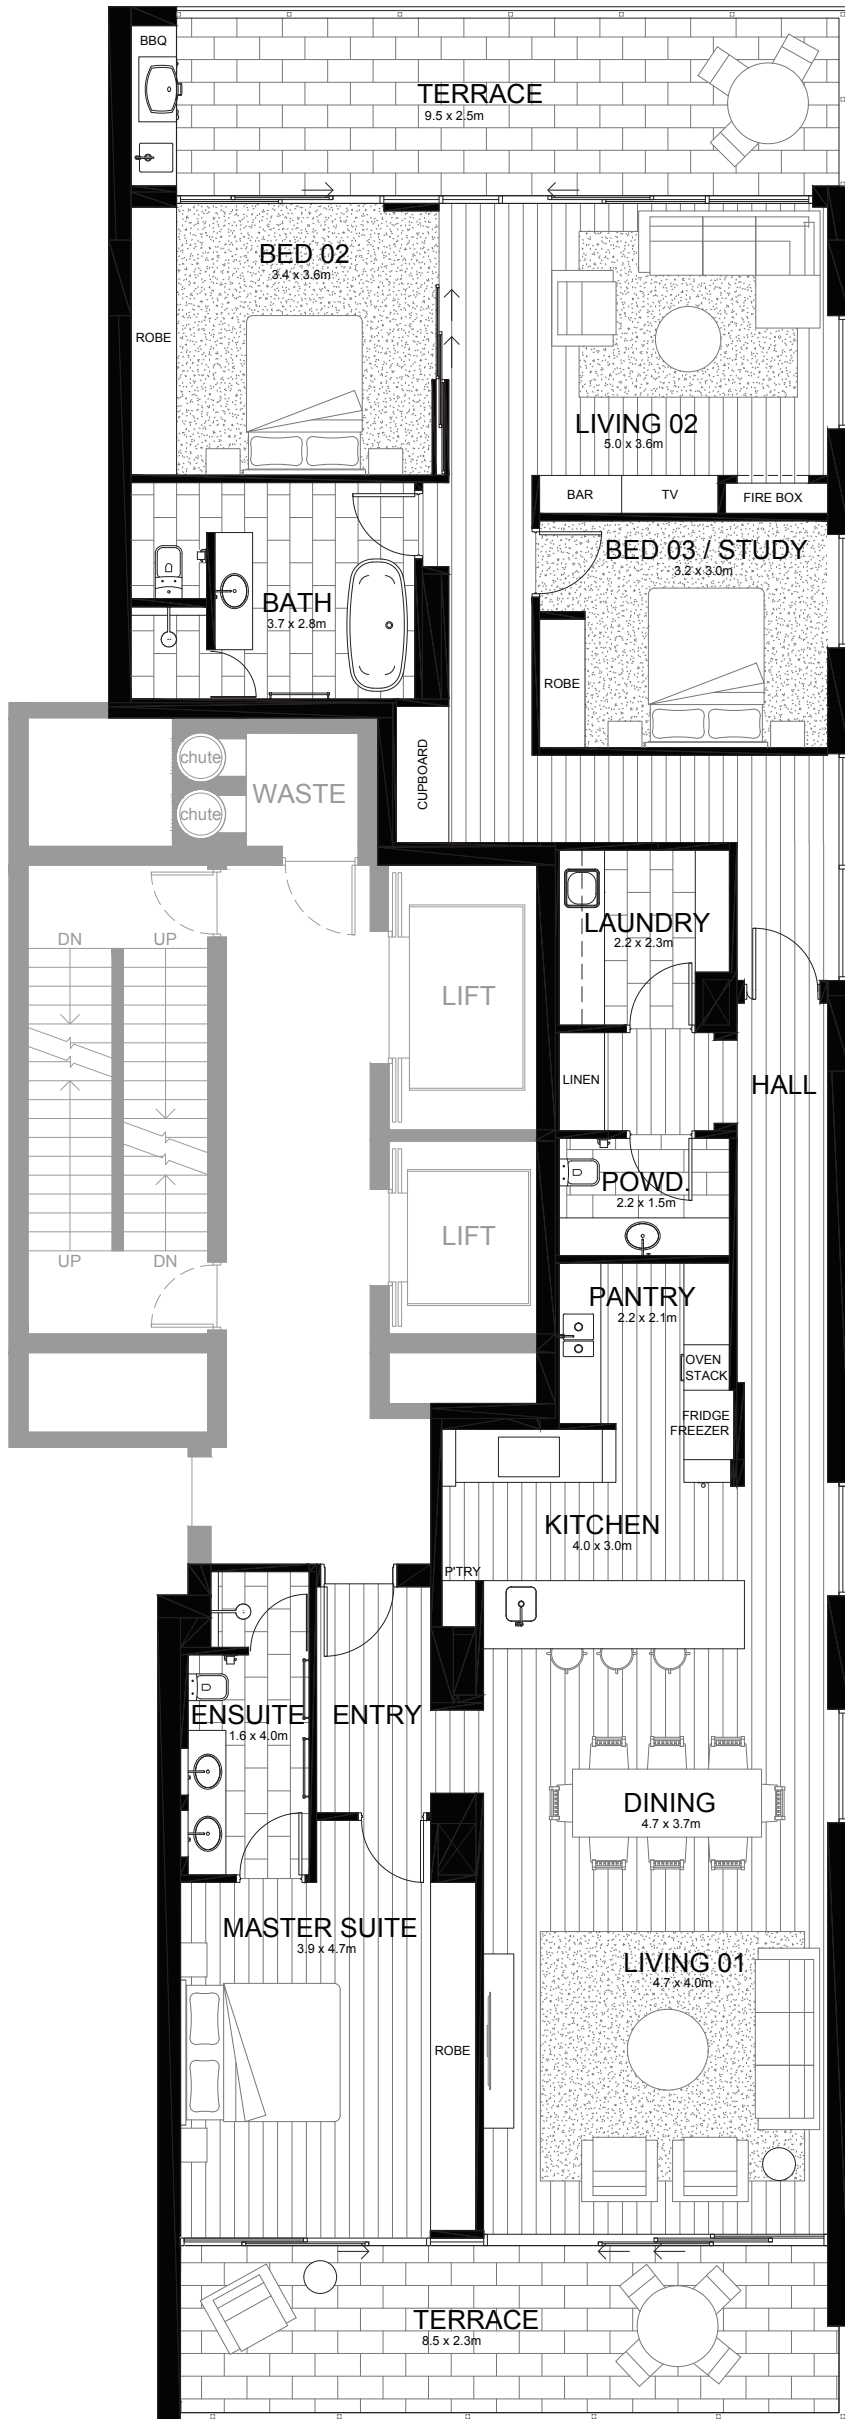 BBQ
TERRACE
9.5 x 2.5m
BED 02
3.4 x 3.6m
ROBE
LIVING 02
5.0 x 3.6m
BAR
TV
FIRE BOX
BED 03 / STUDY
3.2 x 3.0m
BATH
3.7 x 2.8m
ROBE
CUPBOARD
chute
WASTE
chute
LAUNDRY
2.2 x 2.3m
DN
UP
LIFT
LINEN
HALL
POWD.
2.2 x 1.5m
LIFT
UP
DN
PANTRY
2.2 x 2.1m
OVEN
STACK
FRIDGE
FREEZER
KITCHEN
4.0 x 3.0m
P'TRY
ENSUITE
1.6 x 4.0m
ENTRY
DINING
4.7 x 3.7m
MASTER SUITE
3.9 x 4.7m
LIVING 01
4.7 x 4.0m
ROBE
TERRACE
8.5 x 2.3m